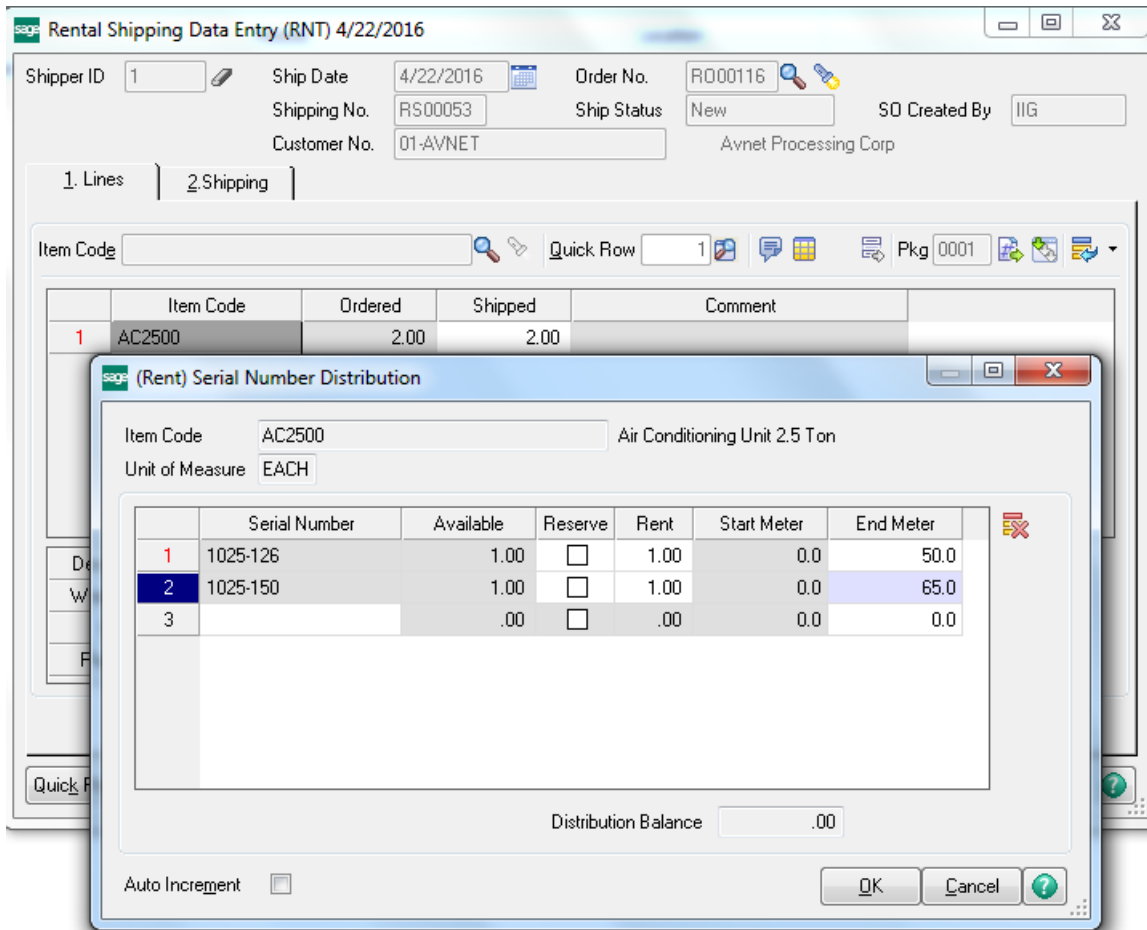 sage Rental Shipping Data Entry (RNT) 4/22/2016
Shipper ID 1 Ship Date 4/22/2016 Order No. RO00116
Shipping No. RS00053 Ship Status New SO Created By IIG
Customer No. 01-AVNET Avnet Processing Corp
1. Lines 2.Shipping
Item Code Quick Row 1 Pkg 0001
Item Code Ordered Shipped Comment
1 AC2500 2.00 2.00
sage (Rent) Serial Number Distribution
Item Code AC2500 Air Conditioning Unit 2.5 Ton
Unit of Measure EACH
Serial Number Available Reserve Rent Start Meter End Meter
1 1025-126 1.00 1.00 0.0 50.0
2 1025-150 1.00 1.00 0.0 65.0
3 .00 .00 0.0 0.0
De
W
F
Quick
Distribution Balance .00
Auto Increment OK Cancel